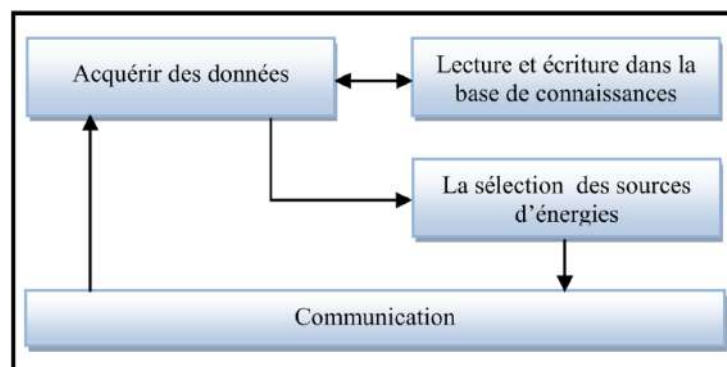 Acquérir des données
Lecture et écriture dans la
base de connaissances
La sélection des sources
d'énergies
Communication